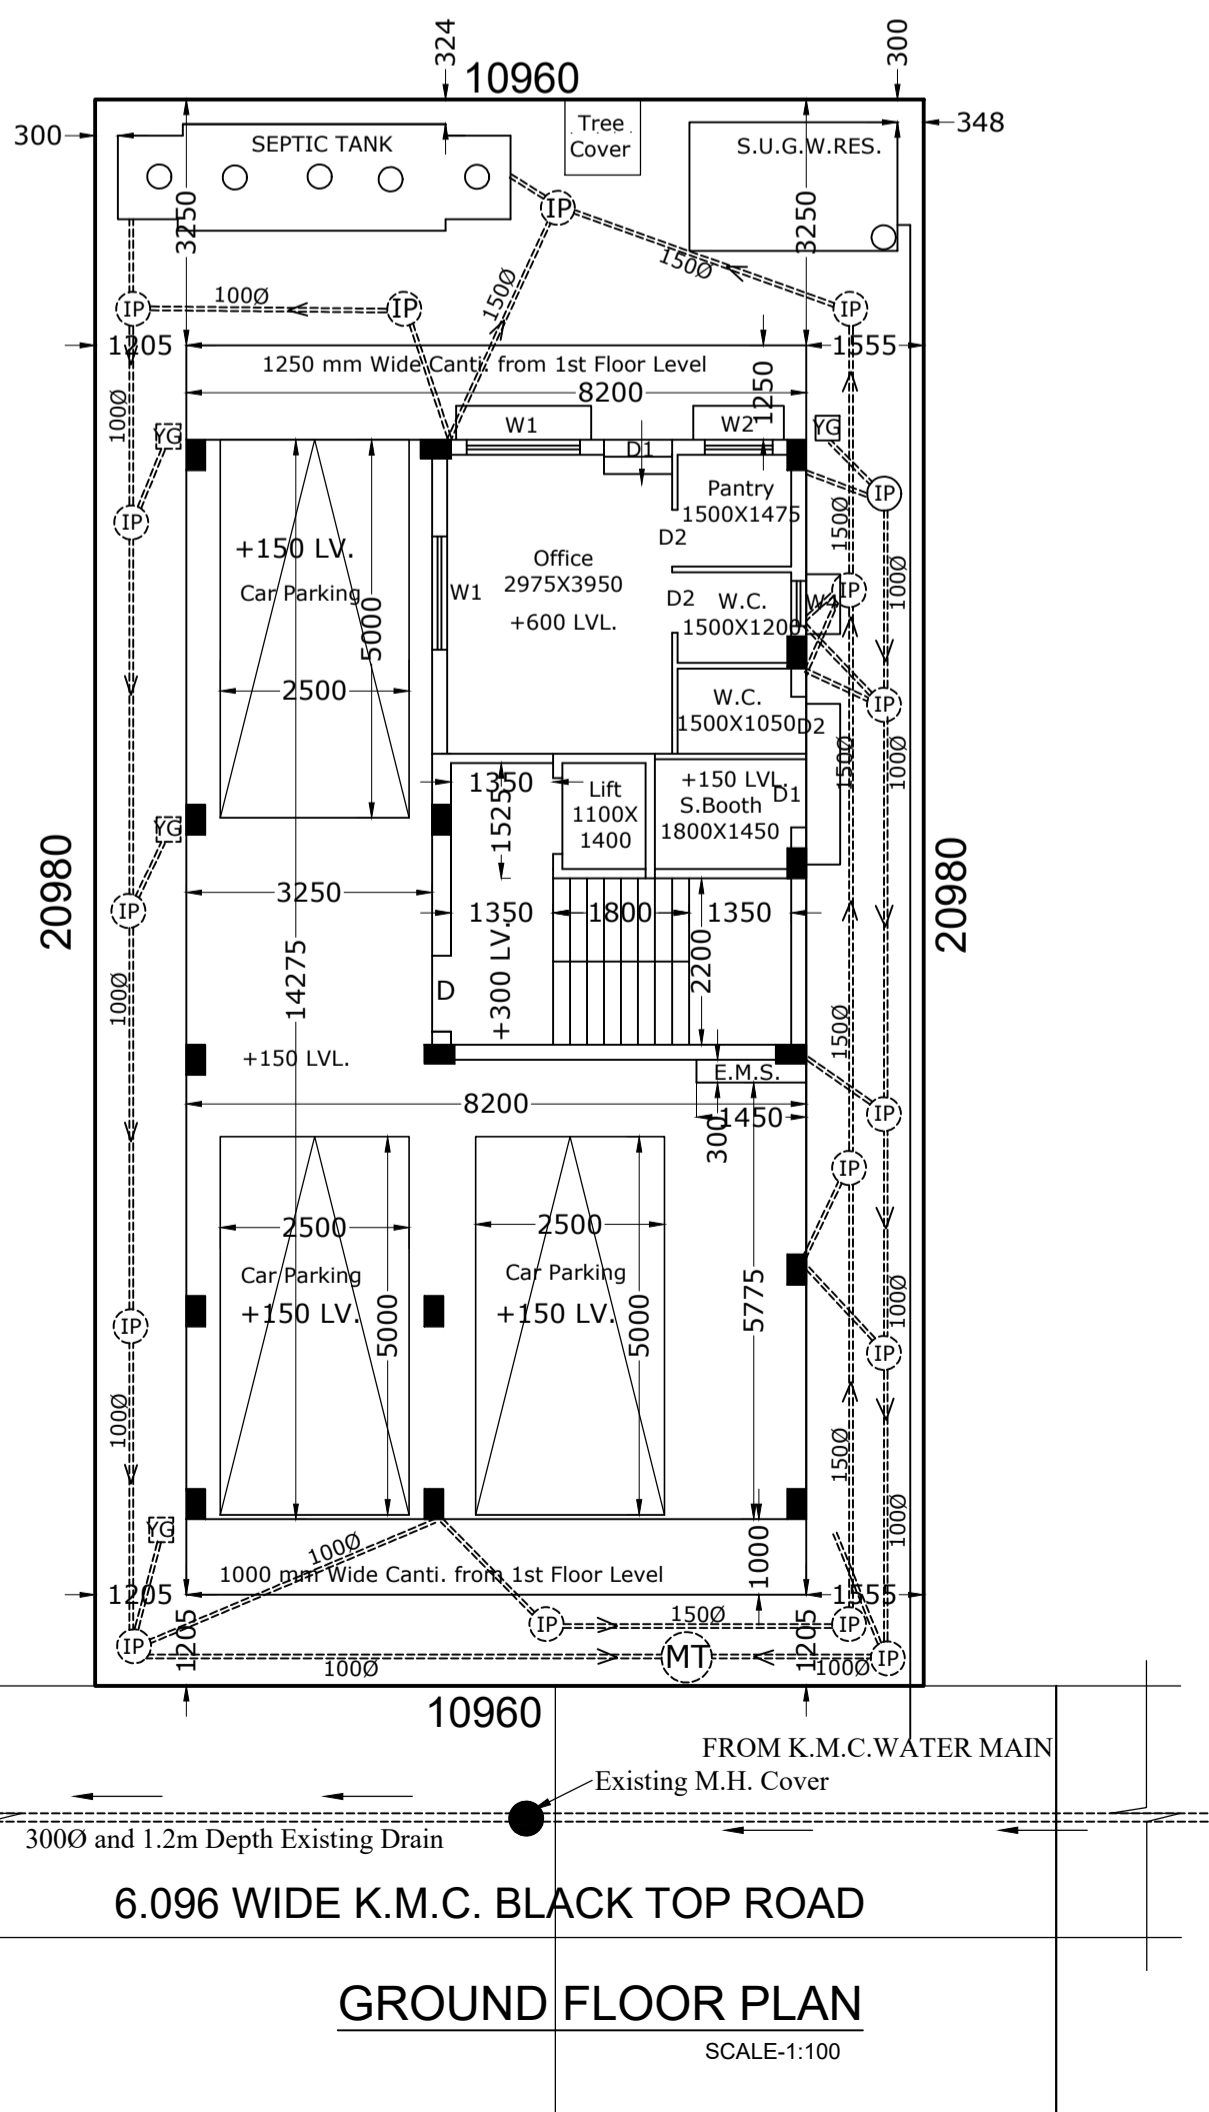 324
300
10960
300
SEPTIC TANK
Tree
Cover
S.U.G.W.RES.
348
3250
IP
3250
150Ø
150Ø
IP
100Ø
IP
IP
1205
1555
1250 mm Wide Canti. from 1st Floor Level
1250
8200
100Ø
YG
W1
W2
D1
YG
Pantry
1500X1475
IP
IP
150Ø
+150 LV.
Car Parking
5000
2500
W1
Office
2975X3950
+600 LVL.
D2
D2
W.C.
1500X1200
W1
IP
100Ø
W.C.
1500X1050
D2
IP
150Ø
100Ø
1350
1525
Lift
1100X
1400
+150 LVL.
S.Booth
1800X1450
D1
YG
20980
20980
3250
IP
1350
1800
1350
14275
100Ø
D
+300 LV.
2200
150Ø
+150 LVL.
E.M.S.
8200
1450
300
IP
IP
2500
2500
Car Parking
+150 LV.
5000
Car Parking
+150 LV.
5000
5775
IP
100Ø
IP
100Ø
150Ø
100Ø
YG
100Ø
1000
1000 mm Wide Canti. from 1st Floor Level
1205
1555
IP
1205
IP
150Ø
IP
1205
100Ø
MT
100Ø
IP
10960
FROM K.M.C.WATER MAIN
Existing M.H. Cover
300Ø and 1.2m Depth Existing Drain
6.096 WIDE K.M.C. BLACK TOP ROAD
GROUND FLOOR PLAN
SCALE-1:100